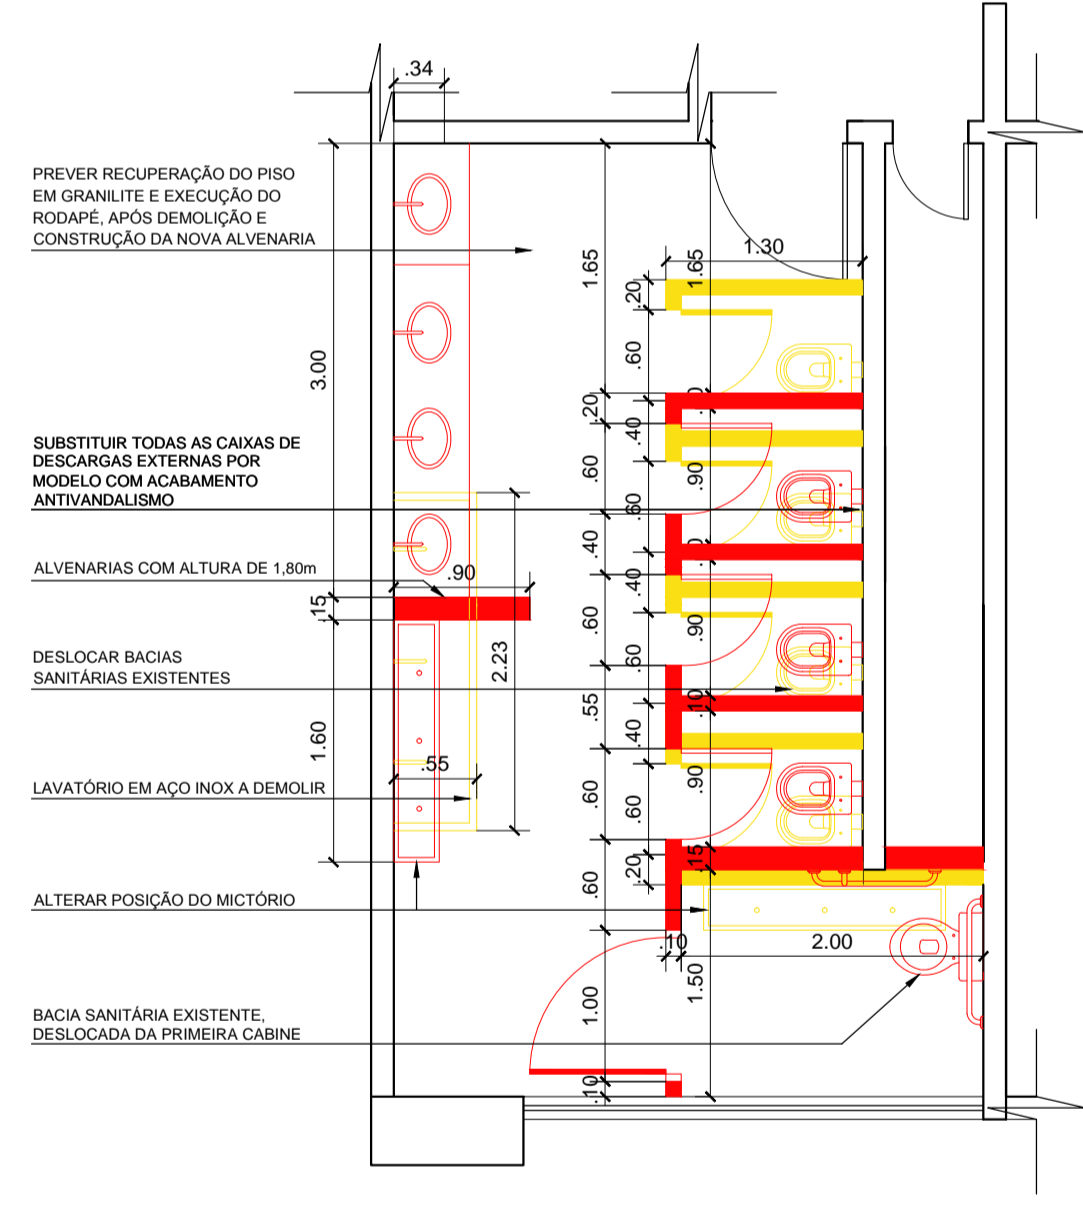 .34
PREVER RECUPERAÇÃO DO PISO
EM GRANILITE E EXECUÇÃO DO
RODAPÉ, APÓS DEMOLIÇÃO E
CONSTRUÇÃO DA NOVA ALVENARIA
SUBSTITUIR TODAS AS CAIXAS DE
DESCARGAS EXTERNAS POR
MODELO COM ACABAMENTO
ANTIVANDALISMO
ALVENARIAS COM ALTURA DE 1,80m
DESLOCAR BACIAS
SANITÁRIAS EXISTENTES
LAVATÓRIO EM AÇO INOX A DEMOLIR
ALTERAR POSIÇÃO DO MICTÓRIO
BACIA SANITÁRIA EXISTENTE,
DESLOCADA DA PRIMEIRA CABINE
3.00
.15
1.60
.90
2.23
.55
1.65
.20
.60
.40
.60
.55
.60
.60
1.00
.10
1.30
.20
.60
.40
.60
.40
.60
.40
.60
.20
1.65
.90
.90
.10
.90
.15
1.50
.10
2.00